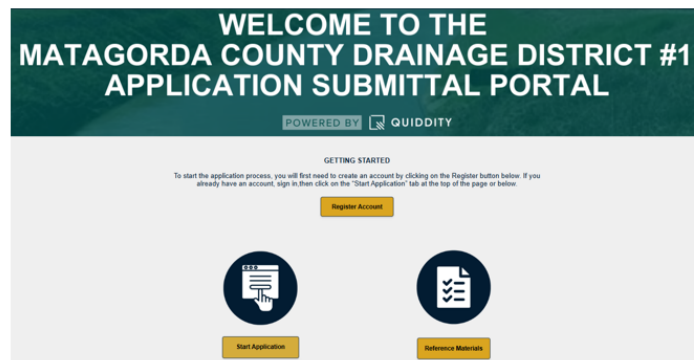 WELCOME TO THE
MATAGORDA COUNTY DRAINAGE DISTRICT #1
APPLICATION SUBMITTAL PORTAL
POWERED BY QUIDDITY
GETTING STARTED
To start the application process, you will first need to create an account by clicking on the Register button below. If you
already have an account, sign in,then click on the "Start Application" tab at the top of the page or below.
Register Account
Start Application
Reference Materials